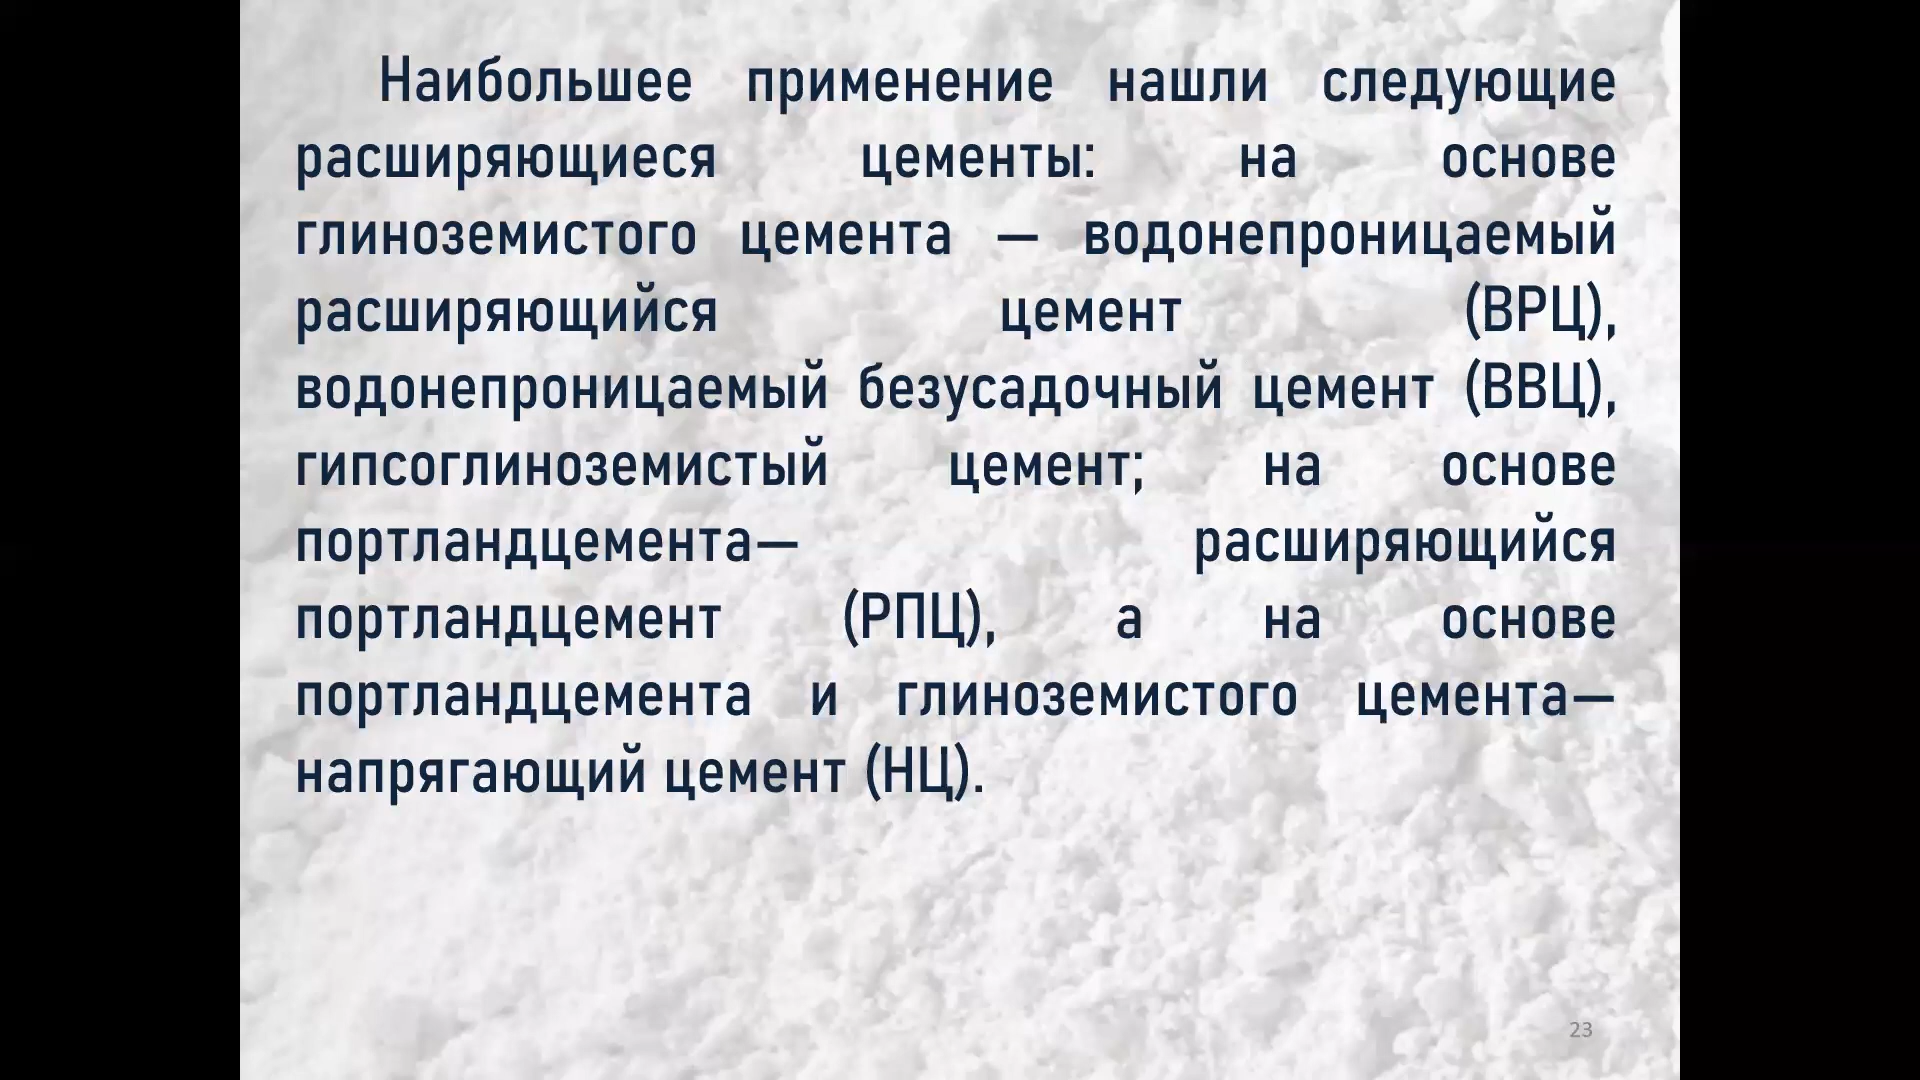 Наибольшее применение нашли следующие
расширяющиеся цементы: на основе
глиноземистого цемента — водонепроницаемый
расширяющийся цемент (ВРЦ),
водонепроницаемый безусадочный цемент (ВВЦ),
гипсоглиноземистый цемент; на основе
портландцемента— расширяющийся
портландцемент (РПЦ), а на основе
портландцемента и глиноземистого цемента—
напрягающий цемент (НЦ).
23